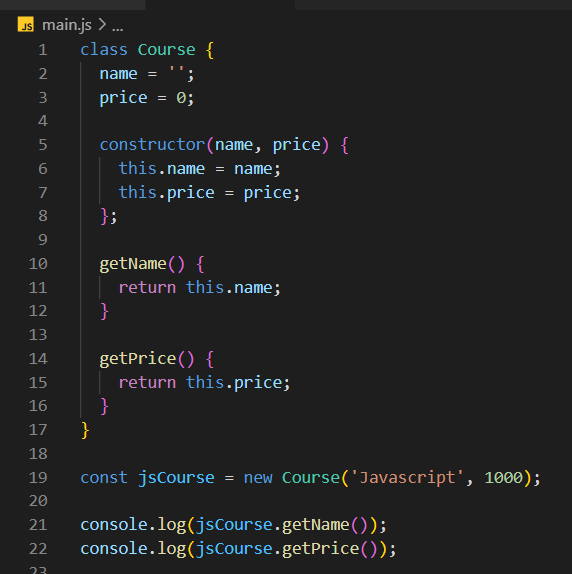 JS main.js > ...
1 class Course {
2 name = '';
3 price = 0;
4
5 constructor(name, price) {
6 this.name = name;
7 this.price = price;
8 };
9
10 getName() {
11 return this.name;
12 }
13
14 getPrice() {
15 return this.price;
16 }
17 }
18
19 const jsCourse = new Course('Javascript', 1000);
20
21 console.log(jsCourse.getName());
22 console.log(jsCourse.getPrice());
23